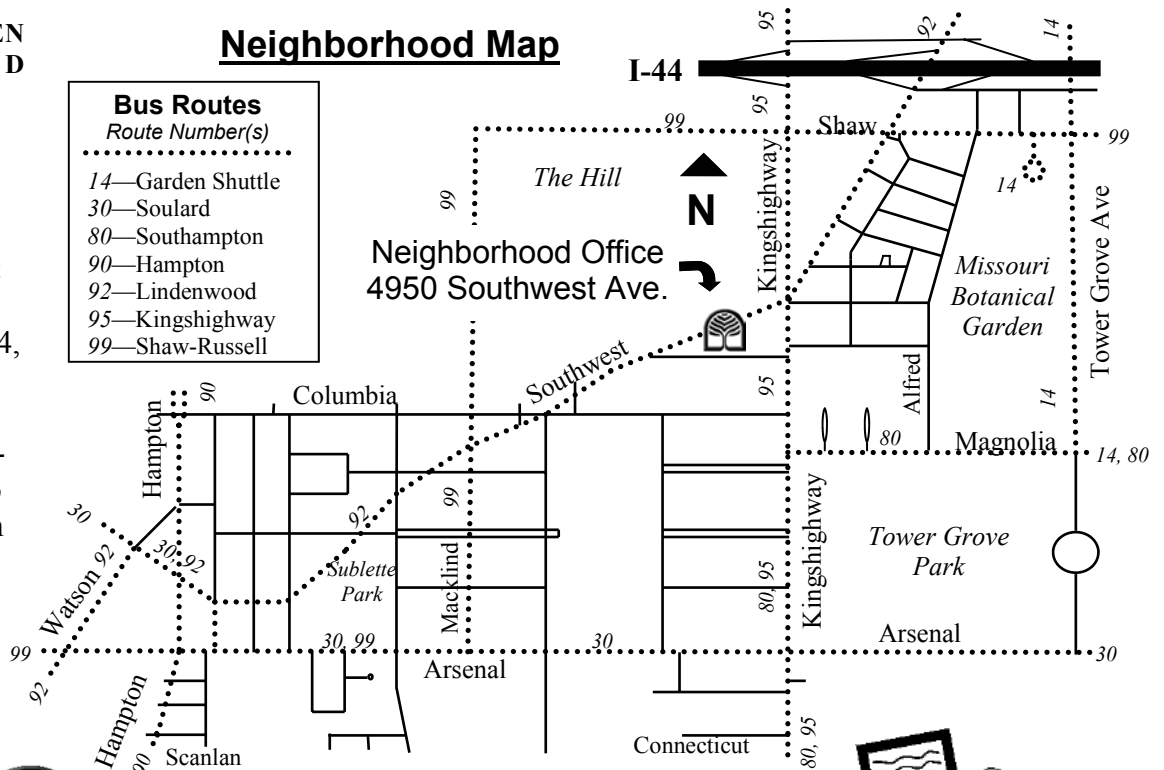 EN
D
4,
Neighborhood Map
Bus Routes
Route Number(s)
14—Garden Shuttle
30—Soulard
80—Southampton
90—Hampton
92—Lindenwood
95—Kingshighway
99—Shaw-Russell
95
92
14
I-44
95
99
Shaw
99
The Hill
N
Kingshighway
14
99
Neighborhood Office
4950 Southwest Ave.
Missouri
Botanical
Garden
Tower Grove Ave
Southwest
90
Columbia
95
Alfred
14
Hampton
80
Magnolia
14, 80
30
99
92
Kingshighway
Tower Grove
Park
30, 92
Watson
92
Sublette
Park
Macklind
80, 95
99
30, 99
30
Arsenal
Arsenal
30
92
Hampton
90
Scanlan
Connecticut
80, 95